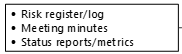 • Risk register/log
• Meeting minutes
• Status reports/metrics